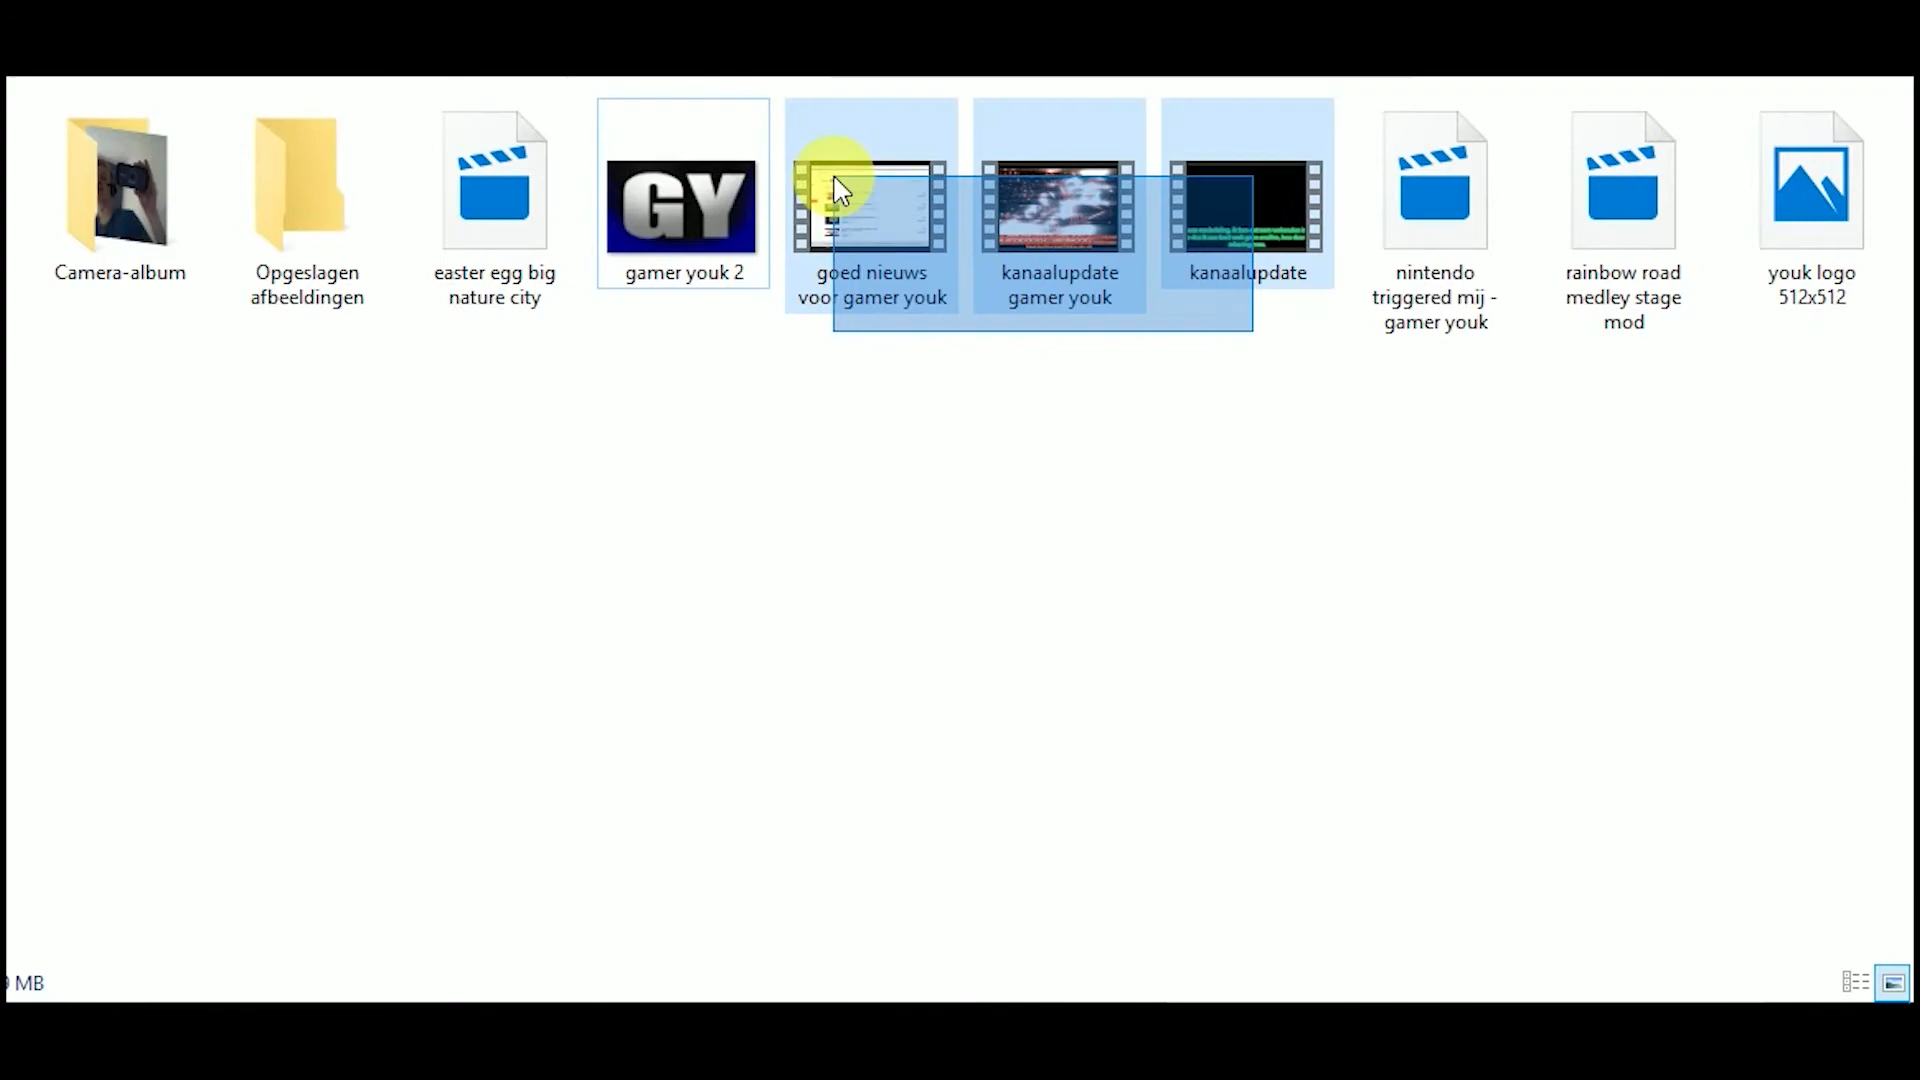 Camera-album
Opgeslagen
afbeeldingen
easter egg big
nature city
GY
gamer youk 2
goed nieuws
voor gamer youk
kanaalupdate
gamer youk
kanaalupdate
nintendo
triggered mij -
gamer youk
rainbow road
medley stage
mod
youk logo
512x512
MB